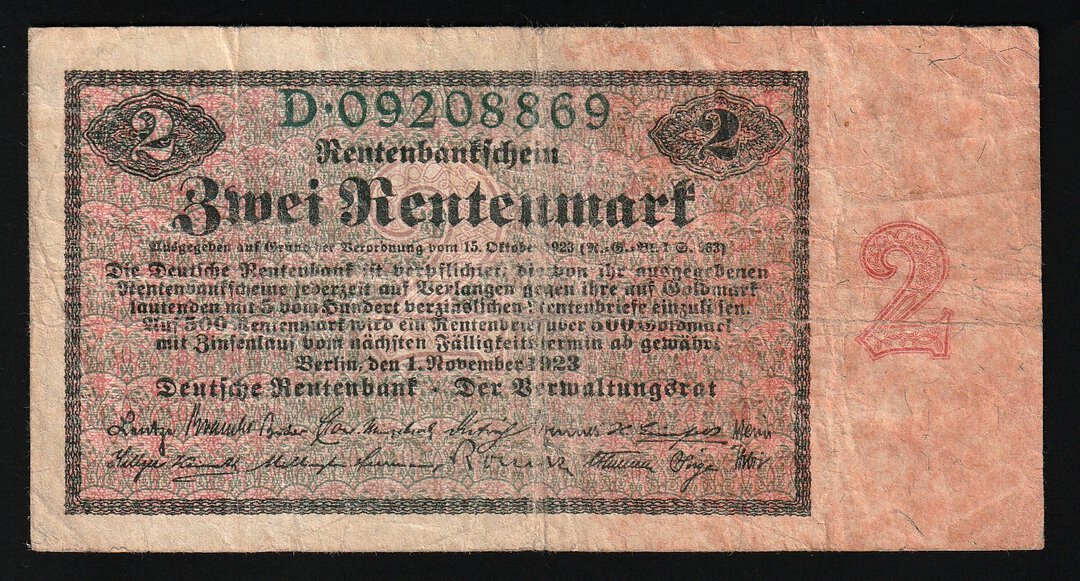 D·09208869
2 2
Rentenbankschein
Zwei Rentenmark
Ausgegeben auf Grund der Verordnung vom 15. Oktober 1923 (R.-G.-Bl. I S. 963)
Die Deutsche Rentenbank ist verpflichtet, die von ihr ausgegebenen
Rentenbankscheine jederzeit auf Verlangen gegen ihre auf Goldmark
lautenden mit 5 vom Hundert verzinslichen Rentenbriefe einzulösen.
Auf 500 Rentenmark wird ein Rentenbrief über 500 Goldmark
mit Zinsenlauf vom nächsten Fälligkeitstermin ab gewährt.
Berlin, den 1. November 1923
Deutsche Rentenbank - Der Verwaltungsrat
2